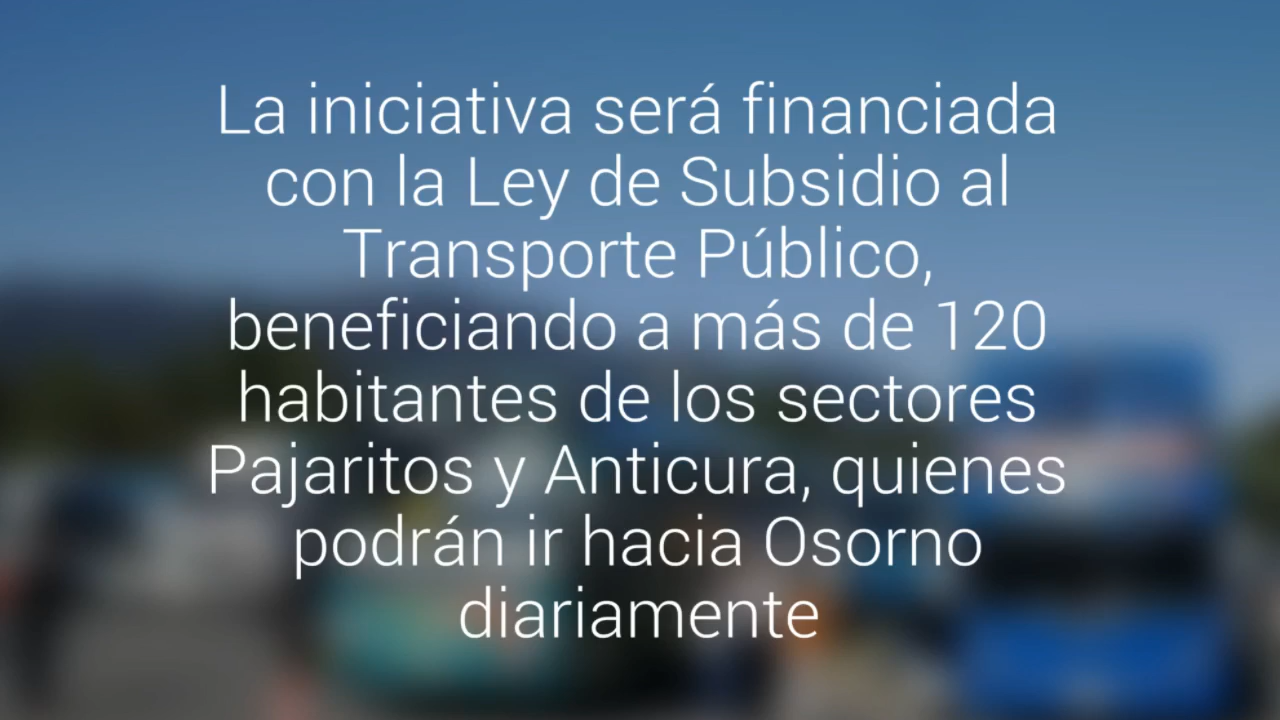 La iniciativa será financiada
con la Ley de Subsidio al
Transporte Público,
beneficiando a más de 120
habitantes de los sectores
Pajaritos y Anticura, quienes
podrán ir hacia Osorno
diariamente